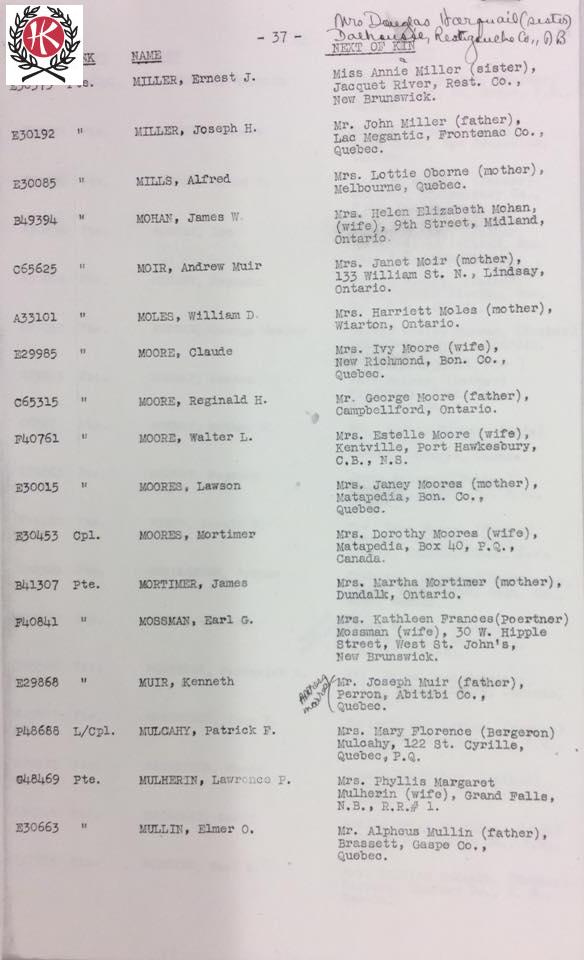 HK
Mrs Douglas Harquail (sister)
Dalhousie, Restigouche Co., NB
- 37 -
NK NAME NEXT OF KIN
Pte. MILLER, Ernest J. Miss Annie Miller (sister),
Jacquet River, Rest. Co.,
New Brunswick.
E30192 " MILLER, Joseph H. Mr. John Miller (father),
Lac Megantic, Frontenac Co.,
Quebec.
E30085 " MILLS, Alfred Mrs. Lottie Oborne (mother),
Melbourne, Quebec.
B49394 " MOHAN, James W. Mrs. Helen Elizabeth Mohan,
(wife), 9th Street, Midland,
Ontario.
C65625 " MOIR, Andrew Muir Mrs. Janet Moir (mother),
133 William St. N., Lindsay,
Ontario.
A33101 " MOLES, William D. Mrs. Harriett Moles (mother),
Wiarton, Ontario.
E29985 " MOORE, Claude Mrs. Ivy Moore (wife),
New Richmond, Bon. Co.,
Quebec.
C65315 " MOORE, Reginald H. Mr. George Moore (father),
Campbellford, Ontario.
F40761 " MOORE, Walter L. Mrs. Estelle Moore (wife),
Kentville, Port Hawkesbury,
C.B., N.S.
E30015 " MOORES, Lawson Mrs. Janey Moores (mother),
Matapedia, Bon. Co.,
Quebec.
E30453 Cpl. MOORES, Mortimer Mrs. Dorothy Moores (wife),
Matapedia, Box 40, P.Q.,
Canada.
B41307 Pte. MORTIMER, James Mrs. Martha Mortimer (mother),
Dundalk, Ontario.
F40841 " MOSSMAN, Earl G. Mrs. Kathleen Frances(Poertner)
Mossman (wife), 30 W. Hipple
Street, West St. John's,
New Brunswick.
E29868 " MUIR, Kenneth Mr. Joseph Muir (father),
Perron, Abitibi Co.,
Quebec.
P48688 L/Cpl. MULCAHY, Patrick F. Mrs. Mary Florence (Bergeron)
Mulcahy, 122 St. Cyrille,
Quebec, P.Q.
G48469 Pte. MULHERIN, Lawrence P. Mrs. Phyllis Margaret
Mulherin (wife), Grand Falls,
N.B., R.R.# 1.
E30663 " MULLIN, Elmer O. Mr. Alpheus Mullin (father),
Brassett, Gaspe Co.,
Quebec.